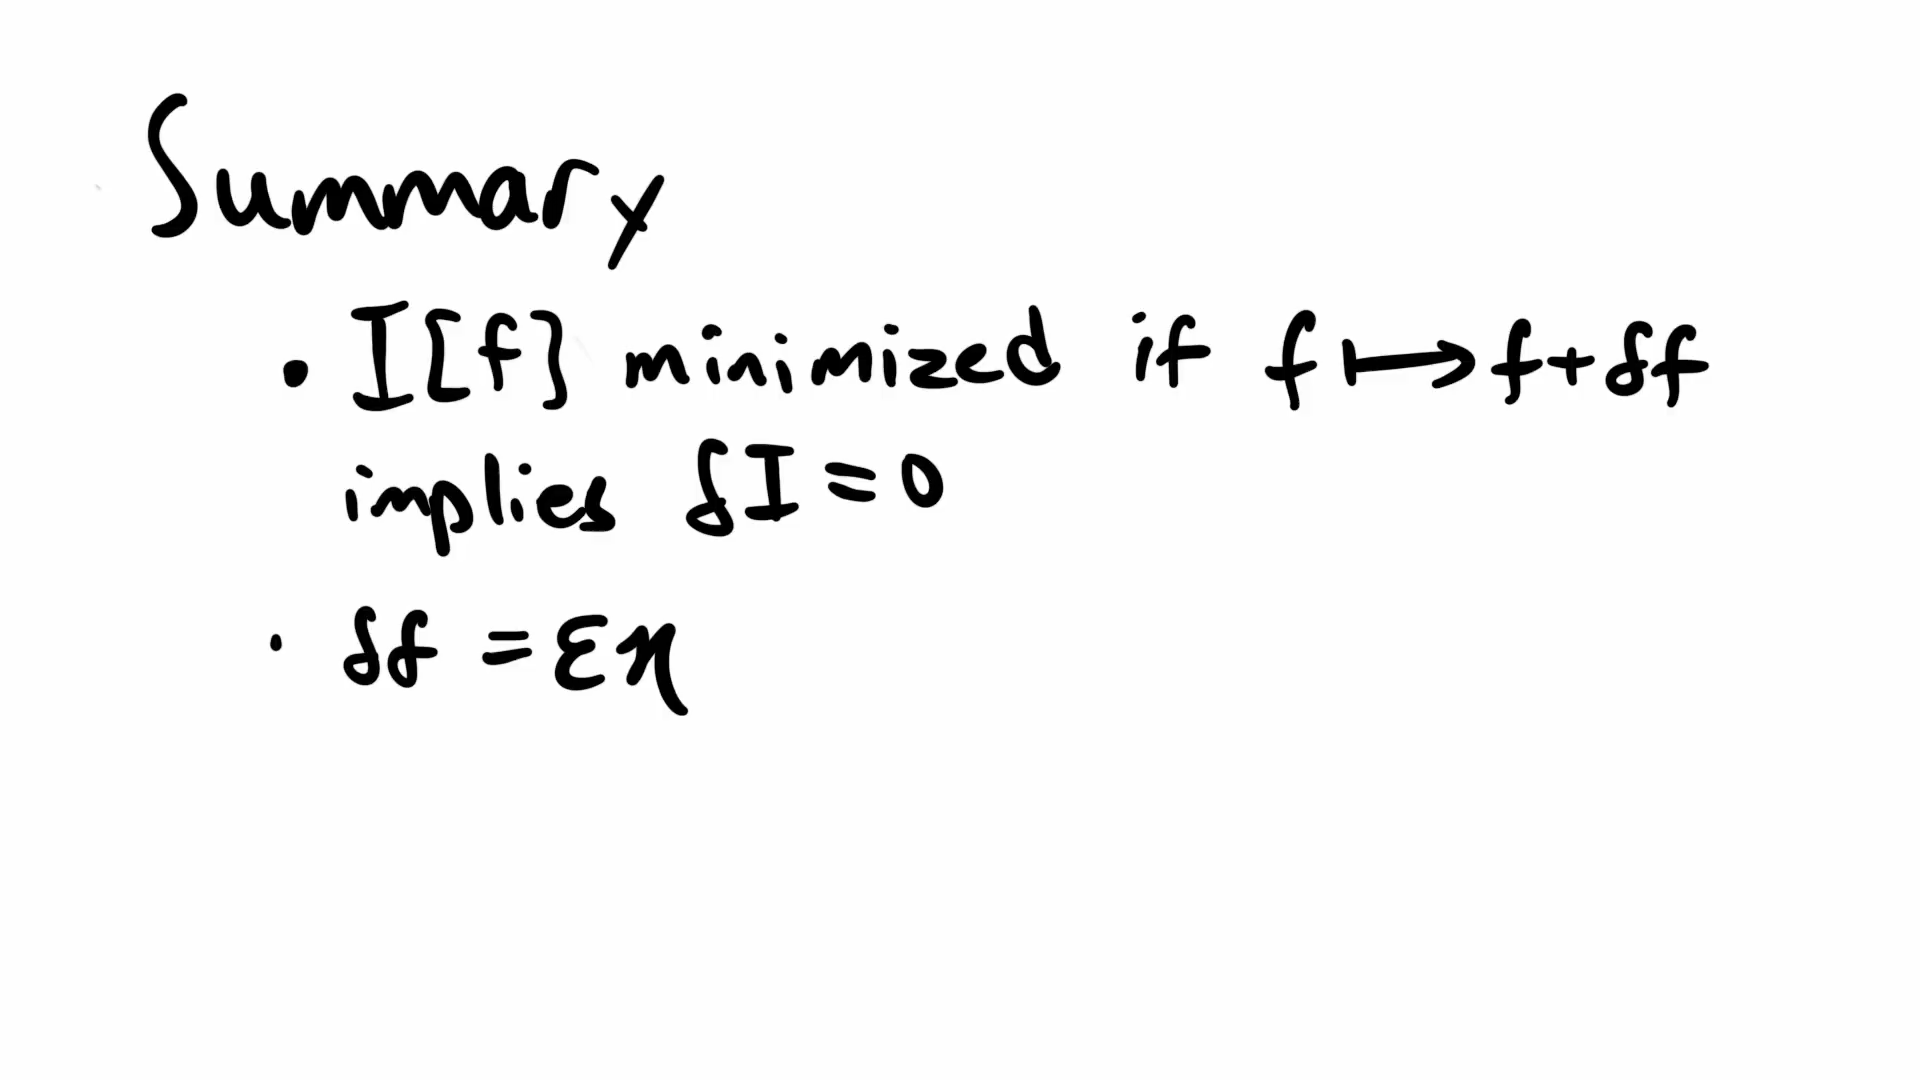 Summary
• I[f] minimized if f ↦ f+δf
implies δI = 0
• δf = εη